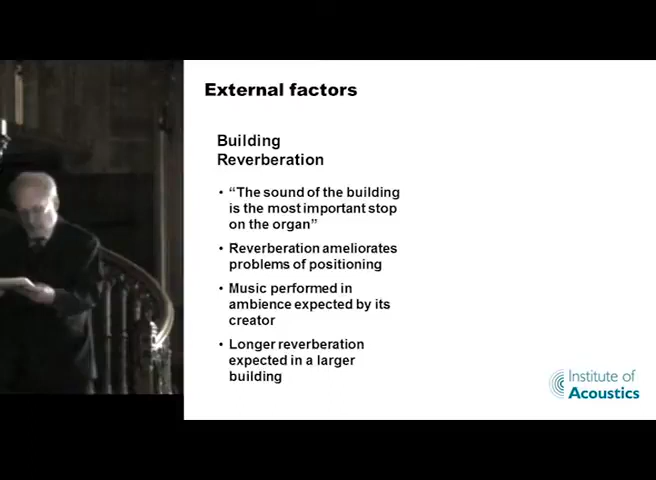 External factors
Building
Reverberation
• “The sound of the building
is the most important stop
on the organ”
• Reverberation ameliorates
problems of positioning
• Music performed in
ambience expected by its
creator
• Longer reverberation
expected in a larger
building
Institute of
Acoustics